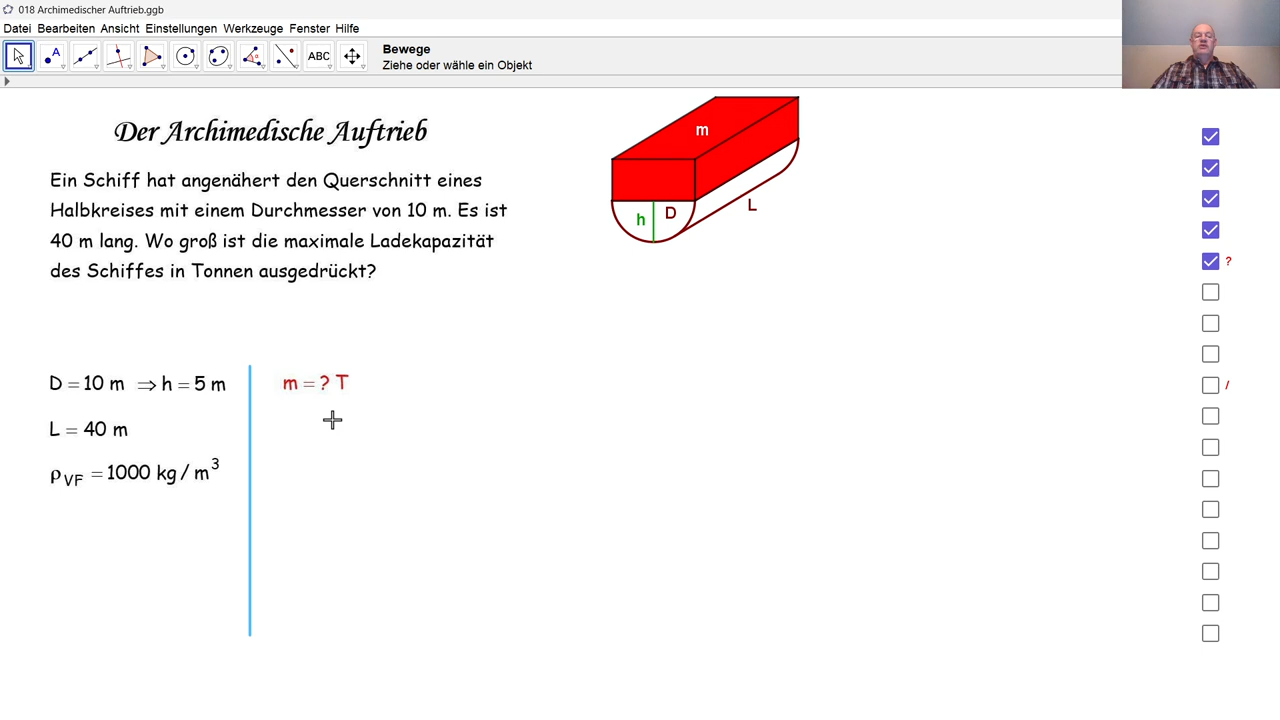 018 Archimedischer Auftrieb.ggb
Datei Bearbeiten Ansicht Einstellungen Werkzeuge Fenster Hilfe
A
ABC
Bewege
Ziehe oder wähle ein Objekt
Der Archimedische Auftrieb
Ein Schiff hat angenähert den Querschnitt eines
Halbkreises mit einem Durchmesser von 10 m. Es ist
40 m lang. Wo groß ist die maximale Ladekapazität
des Schiffes in Tonnen ausgedrückt?
m
h
D
L
?
D = 10 m ⇒ h = 5 m
m = ? T
/
L = 40 m
ρVF = 1000 kg / m³